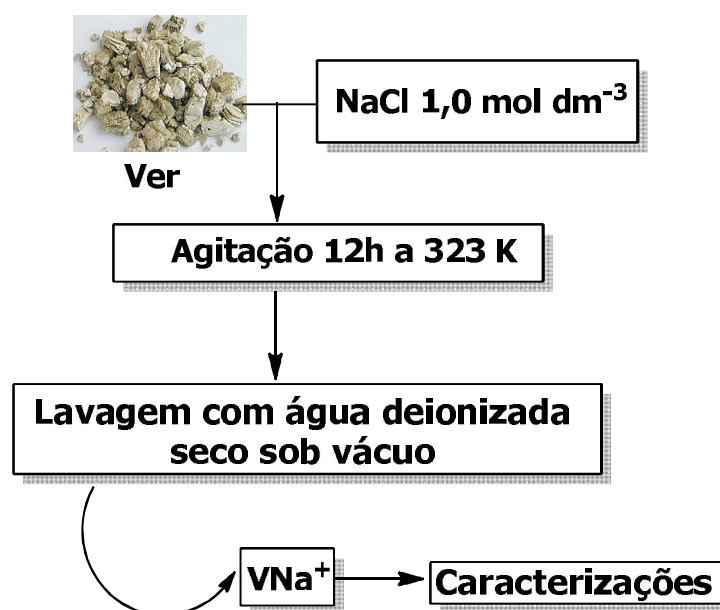 NaCl 1,0 mol dm⁻³
Ver
Agitação 12h a 323 K
Lavagem com água deionizada
seco sob vácuo
VNa⁺
Caracterizações